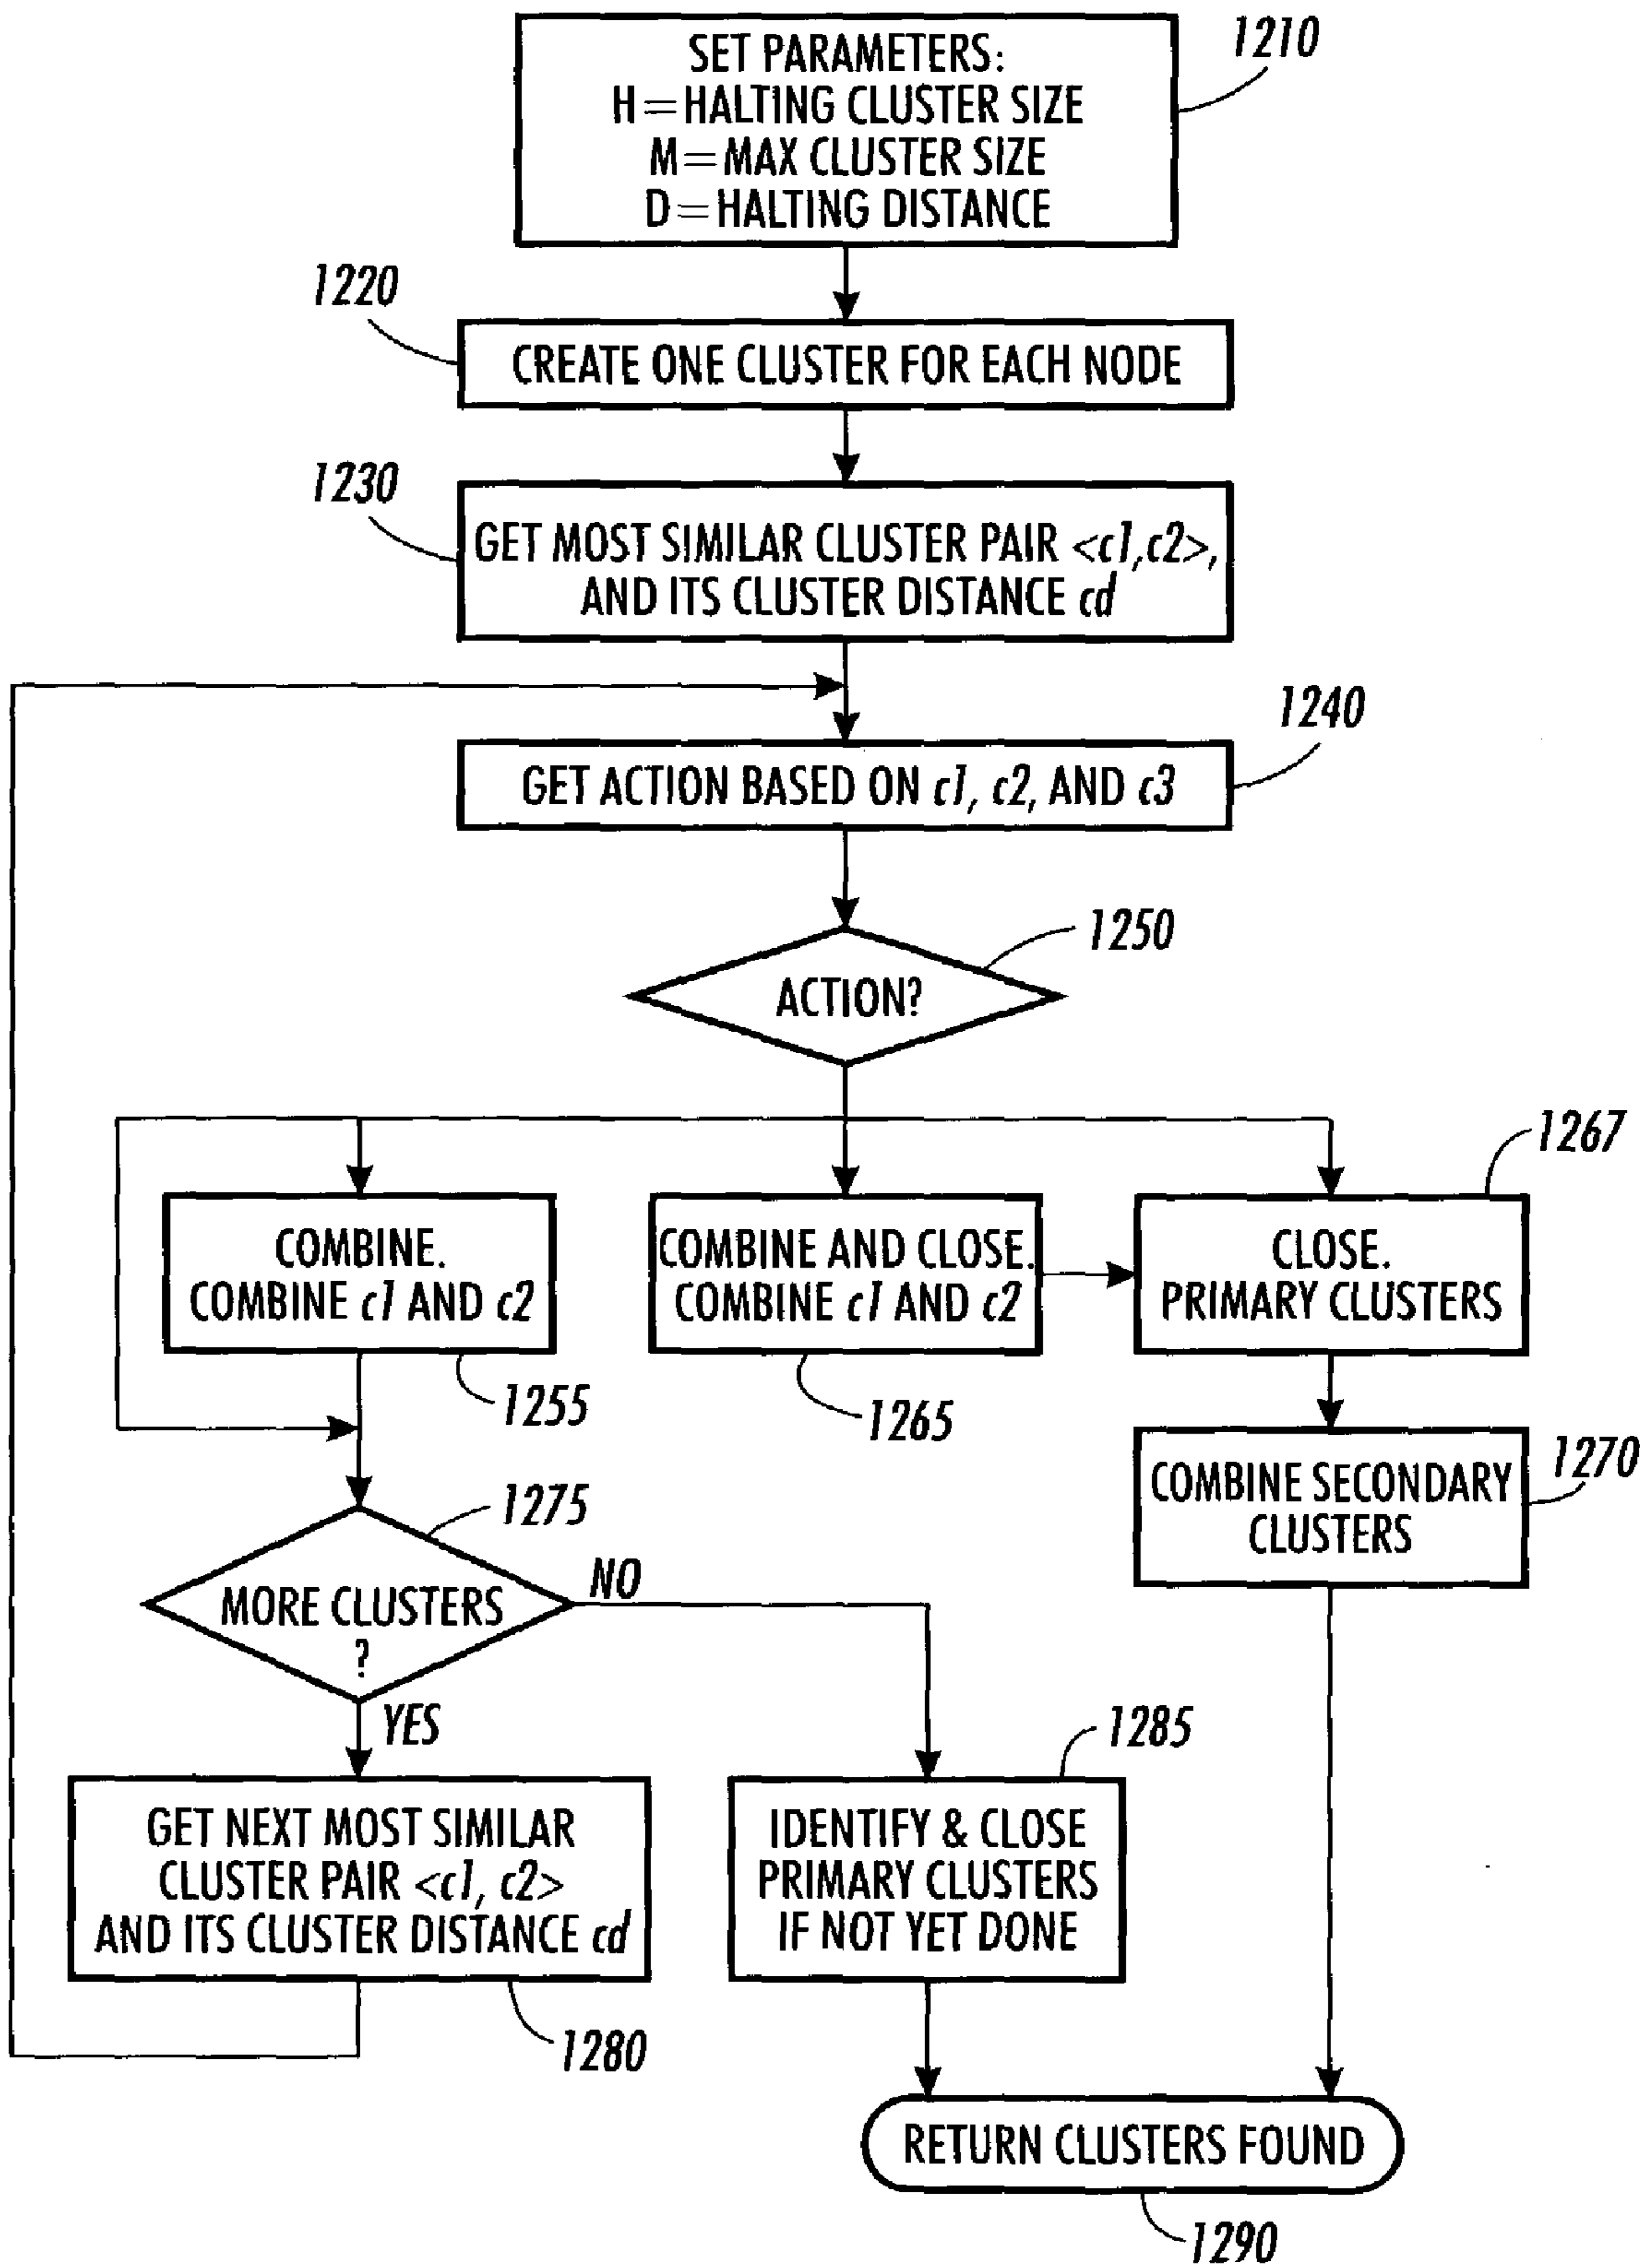 SET PARAMETERS:
H=HALTING CLUSTER SIZE
M=MAX CLUSTER SIZE
D=HALTING DISTANCE
1210
1220
CREATE ONE CLUSTER FOR EACH NODE
1230
GET MOST SIMILAR CLUSTER PAIR <c1,c2>,
AND ITS CLUSTER DISTANCE cd
1240
GET ACTION BASED ON c1, c2, AND c3
1250
ACTION?
1267
COMBINE.
COMBINE c1 AND c2
1255
COMBINE AND CLOSE.
COMBINE c1 AND c2
1265
CLOSE.
PRIMARY CLUSTERS
COMBINE SECONDARY
CLUSTERS
1270
1275
MORE CLUSTERS
?
NO
YES
GET NEXT MOST SIMILAR
CLUSTER PAIR <c1, c2>
AND ITS CLUSTER DISTANCE cd
1280
1285
IDENTIFY & CLOSE
PRIMARY CLUSTERS
IF NOT YET DONE
RETURN CLUSTERS FOUND
1290